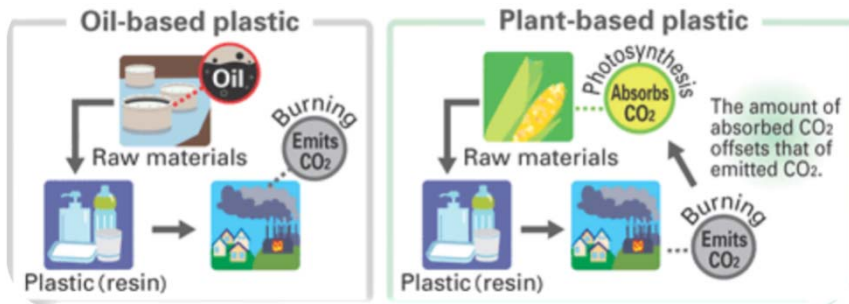 Oil-based plastic
Oil
Raw materials
Burning
Emits
CO₂
Plastic (resin)
Plant-based plastic
Photosynthesis
Absorbs
CO₂
The amount of
absorbed CO₂
offsets that of
emitted CO₂.
Raw materials
Burning
Emits
CO₂
Plastic (resin)